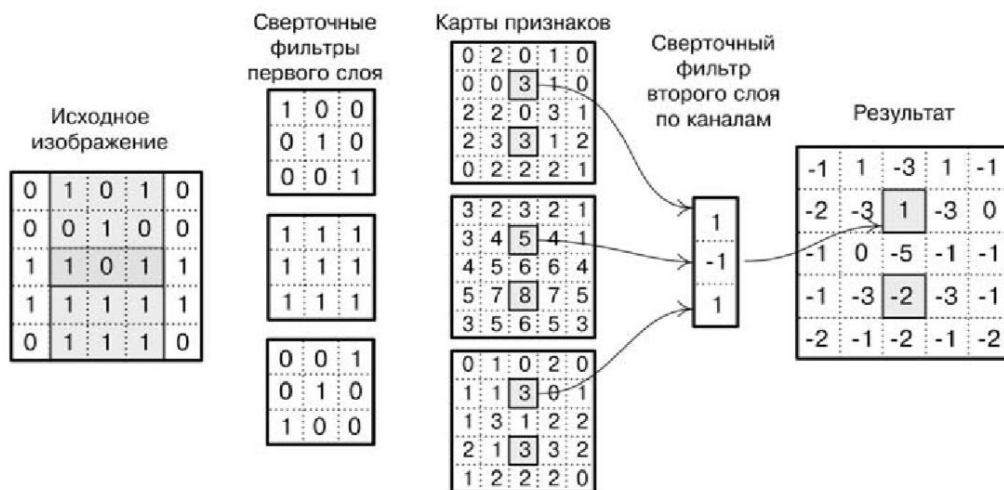 Исходное
изображение
0 1 0 1 0
0 0 1 0 0
1 1 0 1 1
1 1 1 1 1
0 1 1 1 0
Сверточные
фильтры
первого слоя
1 0 0
0 1 0
0 0 1
1 1 1
1 1 1
1 1 1
0 0 1
0 1 0
1 0 0
Карты признаков
0 2 0 1 0
0 0 3 1 0
2 2 0 3 1
2 3 3 1 2
0 2 2 2 1
3 2 3 2 1
3 4 5 4 1
4 5 6 6 4
5 7 8 7 5
3 5 6 5 3
0 1 0 2 0
1 1 3 0 1
1 3 1 2 2
2 1 3 3 2
1 2 2 2 0
Сверточный
фильтр
второго слоя
по каналам
1
-1
1
Результат
-1 1 -3 1 -1
-2 -3 1 -3 0
-1 0 -5 -1 -1
-1 -3 -2 -3 -1
-2 -1 -2 -1 -2